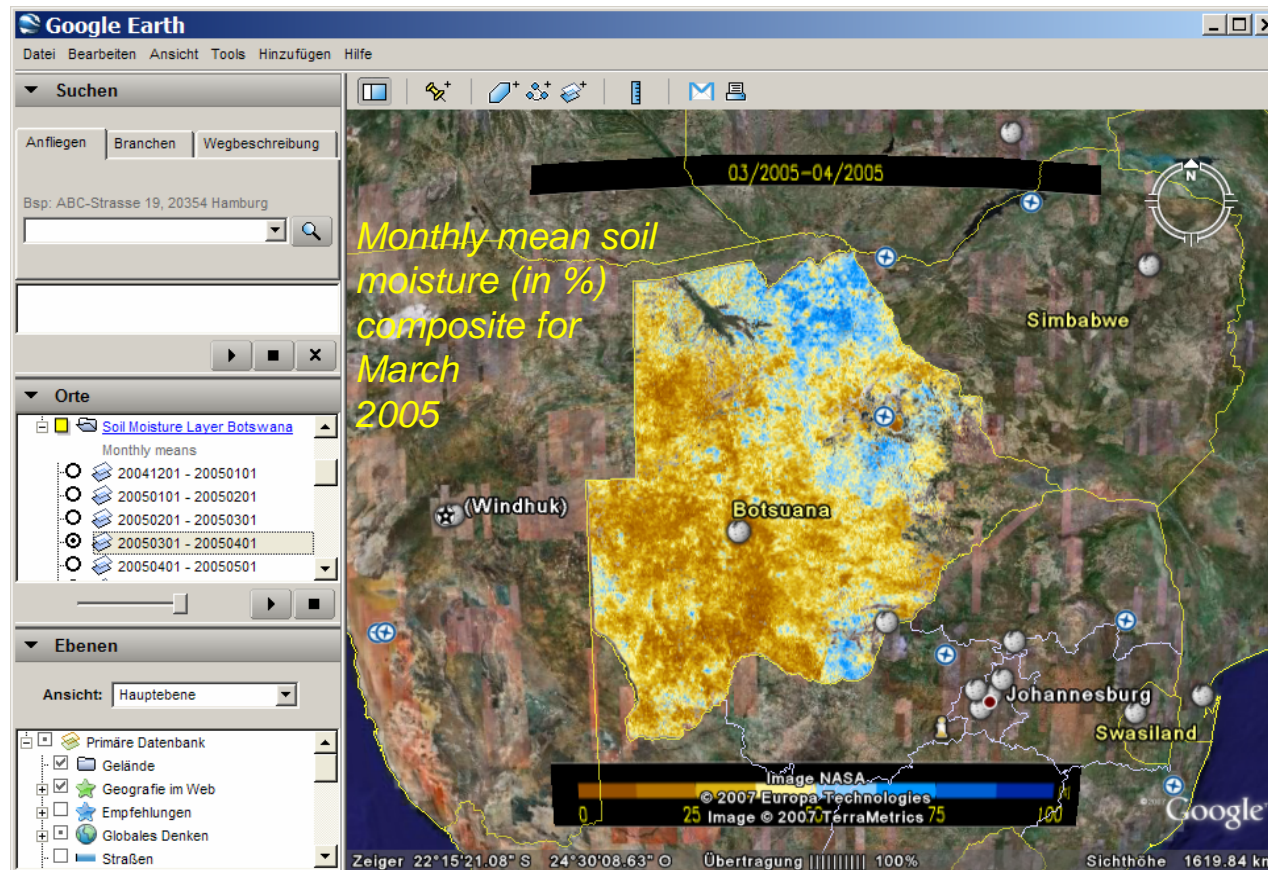 Google Earth
Datei Bearbeiten Ansicht Tools Hinzufügen Hilfe
Suchen
Anfliegen Branchen Wegbeschreibung
Bsp: ABC-Strasse 19, 20354 Hamburg
Orte
Soil Moisture Layer Botswana
Monthly means
20041201 - 20050101
20050101 - 20050201
20050201 - 20050301
20050301 - 20050401
20050401 - 20050501
Ebenen
Ansicht: Hauptebene
Primäre Datenbank
Gelände
Geografie im Web
Empfehlungen
Globales Denken
Straßen
03/2005-04/2005
N
Monthly mean soil
moisture (in %)
composite for
March
2005
Simbabwe
(Windhuk)
Botsuana
Johannesburg
Swasiland
Image NASA
© 2007 Europa Technologies
Image © 2007 TerraMetrics
0 25 50 75 100
Google
Zeiger 22°15'21.08" S 24°30'08.63" O Übertragung |||||||||| 100% Sichthöhe 1619.84 km